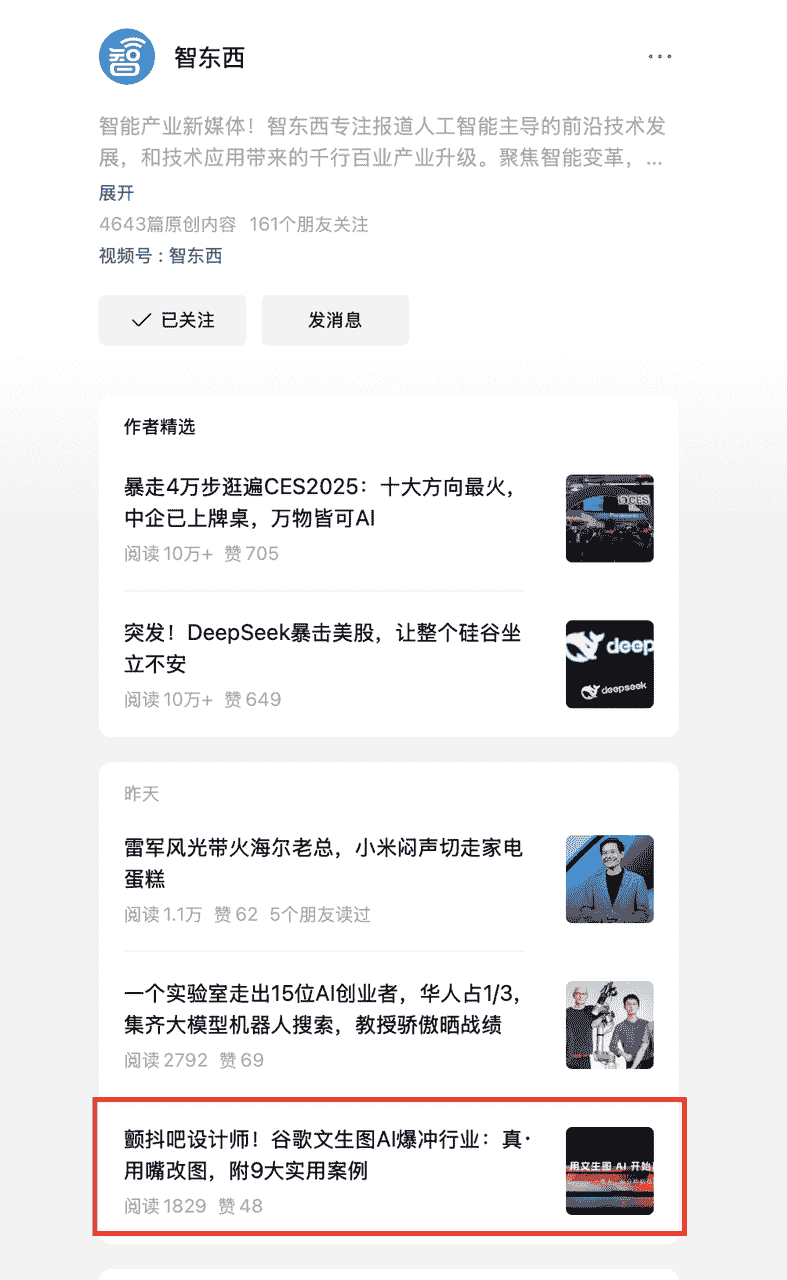 智
智东西
智能产业新媒体！智东西专注报道人工智能主导的前沿技术发
展，和技术应用带来的千行百业产业升级。聚焦智能变革，...
展开
4643篇原创内容 161个朋友关注
视频号：智东西
已关注 发消息
作者精选
暴走4万步逛遍CES2025：十大方向最火，
中企已上牌桌，万物皆可AI
阅读 10万+ 赞 705
CES
突发！DeepSeek暴击美股，让整个硅谷坐
立不安
阅读 10万+ 赞 649
deep
deepseek
昨天
雷军风光带火海尔老总，小米闷声切走家电
蛋糕
阅读 1.1万 赞 62 5个朋友读过
一个实验室走出15位AI创业者，华人占1/3，
集齐大模型机器人搜索，教授骄傲晒战绩
阅读 2792 赞 69
颤抖吧设计师！谷歌文生图AI爆冲行业：真·
用嘴改图，附9大实用案例
阅读 1829 赞 48
用文生图 AI 开始